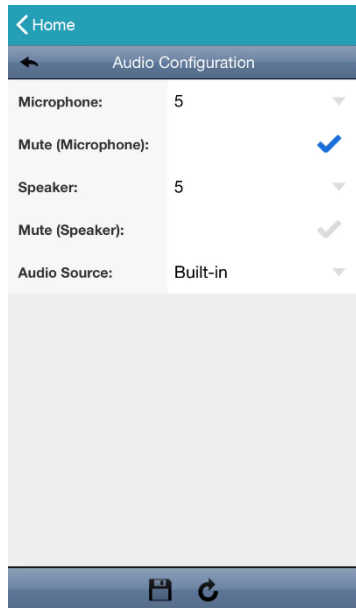 Home
Audio Configuration
Microphone: 5
Mute (Microphone):
Speaker: 5
Mute (Speaker):
Audio Source: Built-in